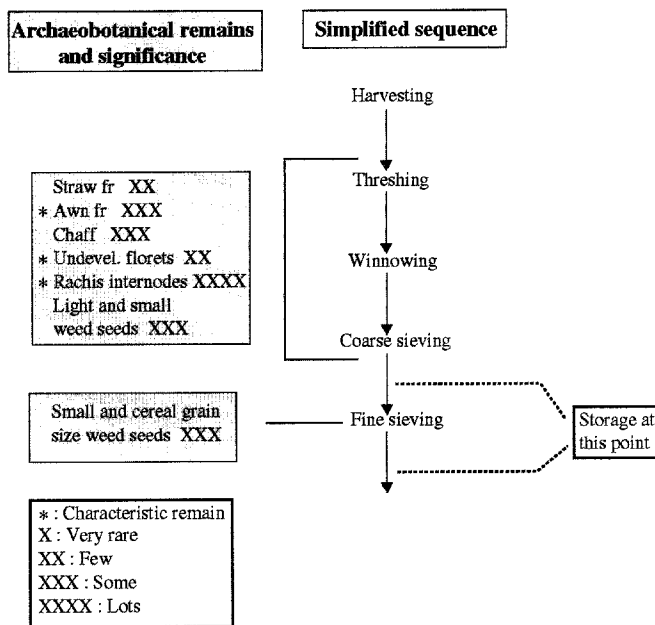 Archaeobotanical remains
and significance
Simplified sequence
Harvesting
Straw fr XX
* Awn fr XXX
Chaff XXX
* Undevel. florets XX
* Rachis internodes XXXX
Light and small
weed seeds XXX
Threshing
Winnowing
Coarse sieving
Small and cereal grain
size weed seeds XXX
Fine sieving
Storage at
this point
* : Characteristic remain
X : Very rare
XX : Few
XXX : Some
XXXX : Lots